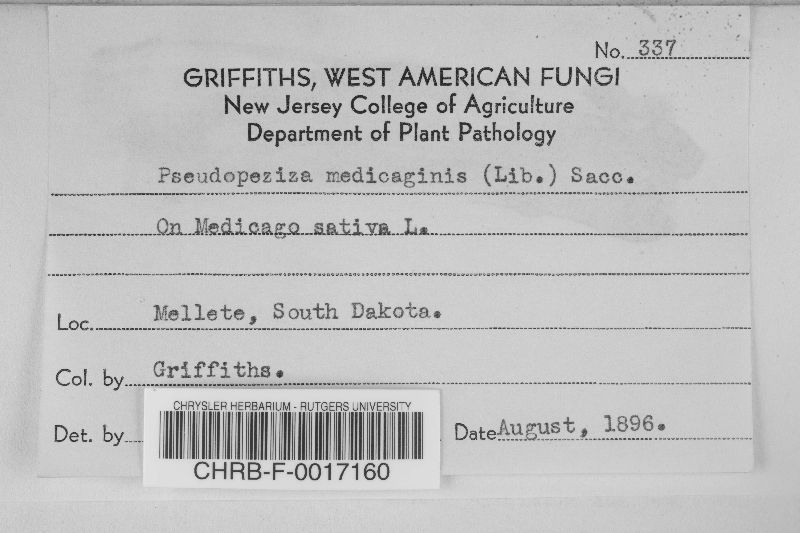 No. 337
GRIFFITHS, WEST AMERICAN FUNGI
New Jersey College of Agriculture
Department of Plant Pathology
Pseudopeziza medicaginis (Lib.) Sacc.
On Medicago sativa L.
Loc. Mellete, South Dakota.
Col. by Griffiths.
CHRYSLER HERBARIUM - RUTGERS UNIVERSITY
Det. by
Date August, 1896.
CHRB-F-0017160